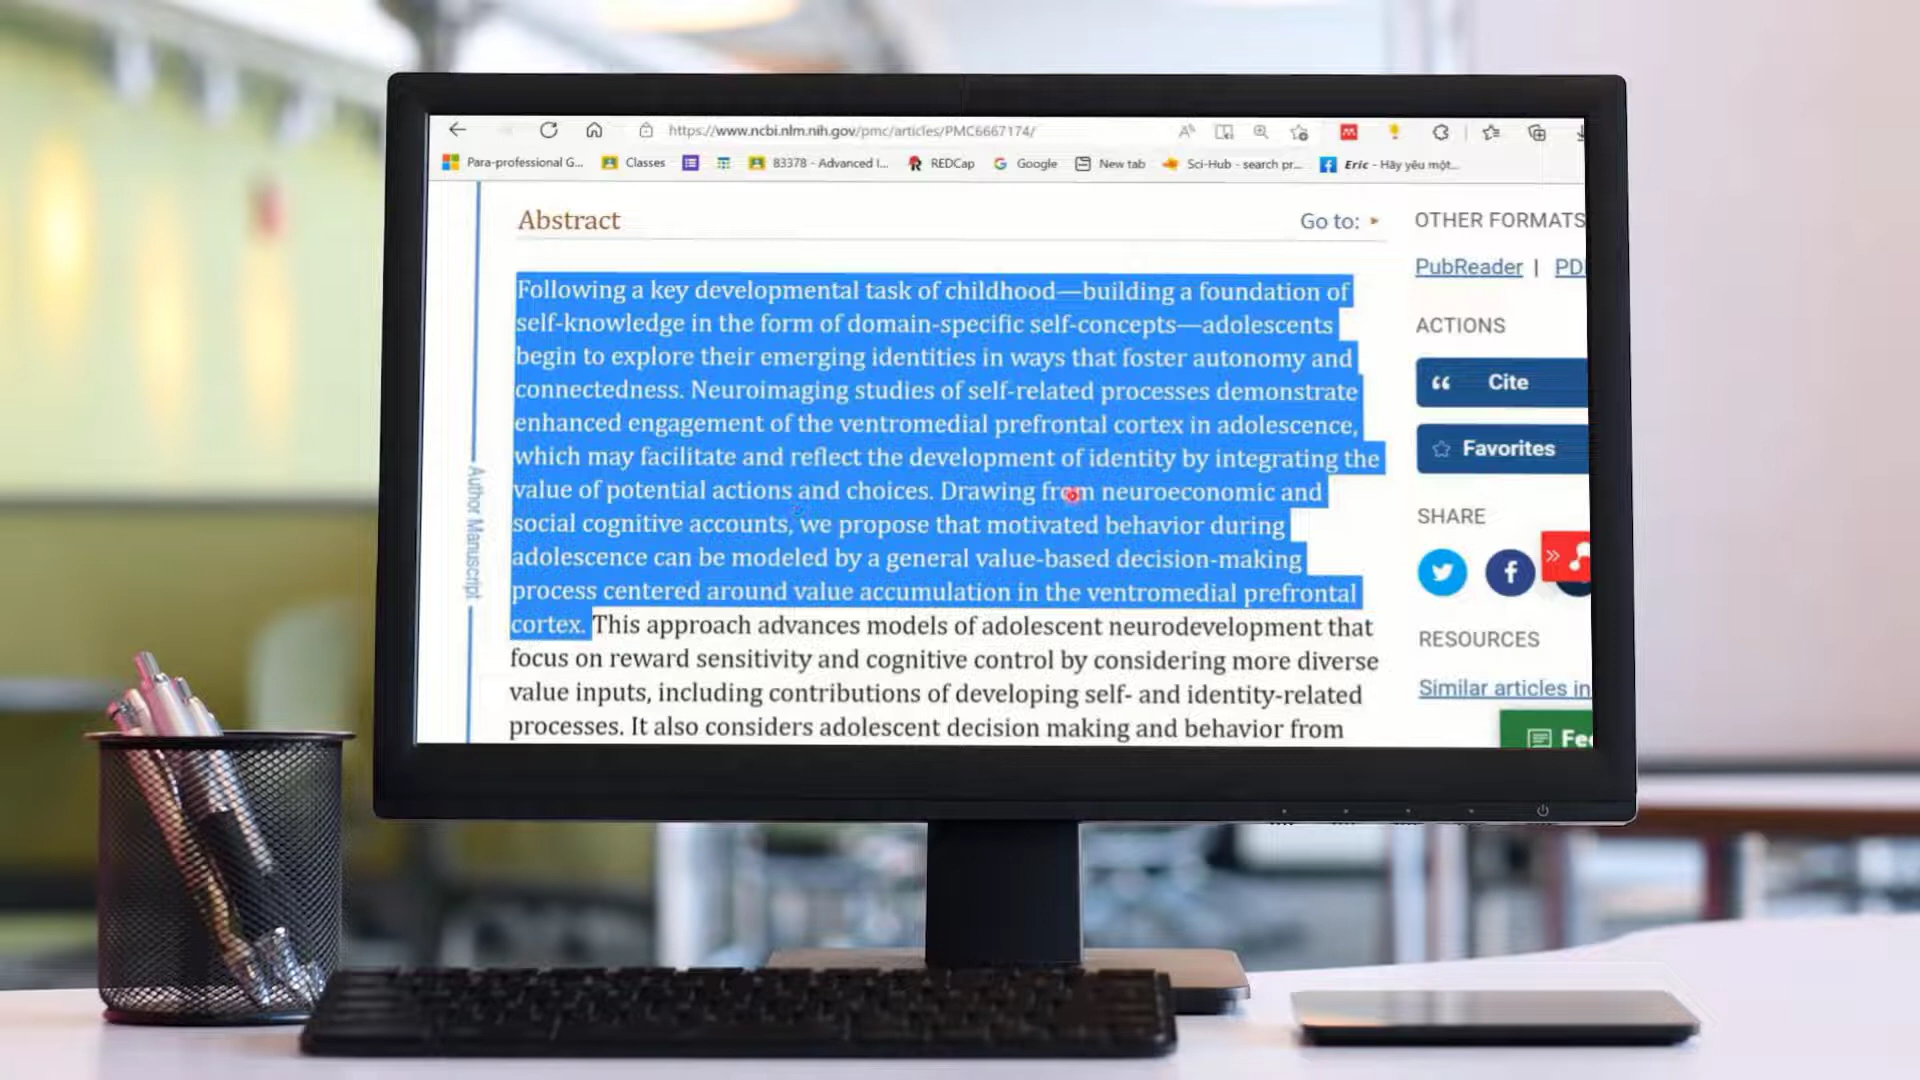 https://www.ncbi.nlm.nih.gov/pmc/articles/PMC6667174/
Para-professional G... Classes 83378 - Advanced I... REDCap Google New tab Sci-Hub - search pr... Eric - Hãy yêu một...
Abstract
Go to:
Following a key developmental task of childhood—building a foundation of
self-knowledge in the form of domain-specific self-concepts—adolescents
begin to explore their emerging identities in ways that foster autonomy and
connectedness. Neuroimaging studies of self-related processes demonstrate
enhanced engagement of the ventromedial prefrontal cortex in adolescence,
which may facilitate and reflect the development of identity by integrating the
value of potential actions and choices. Drawing from neuroeconomic and
social cognitive accounts, we propose that motivated behavior during
adolescence can be modeled by a general value-based decision-making
process centered around value accumulation in the ventromedial prefrontal
cortex. This approach advances models of adolescent neurodevelopment that
focus on reward sensitivity and cognitive control by considering more diverse
value inputs, including contributions of developing self- and identity-related
processes. It also considers adolescent decision making and behavior from
Author Manuscript
OTHER FORMATS
PubReader | PD
ACTIONS
Cite
Favorites
SHARE
RESOURCES
Similar articles in
Fee